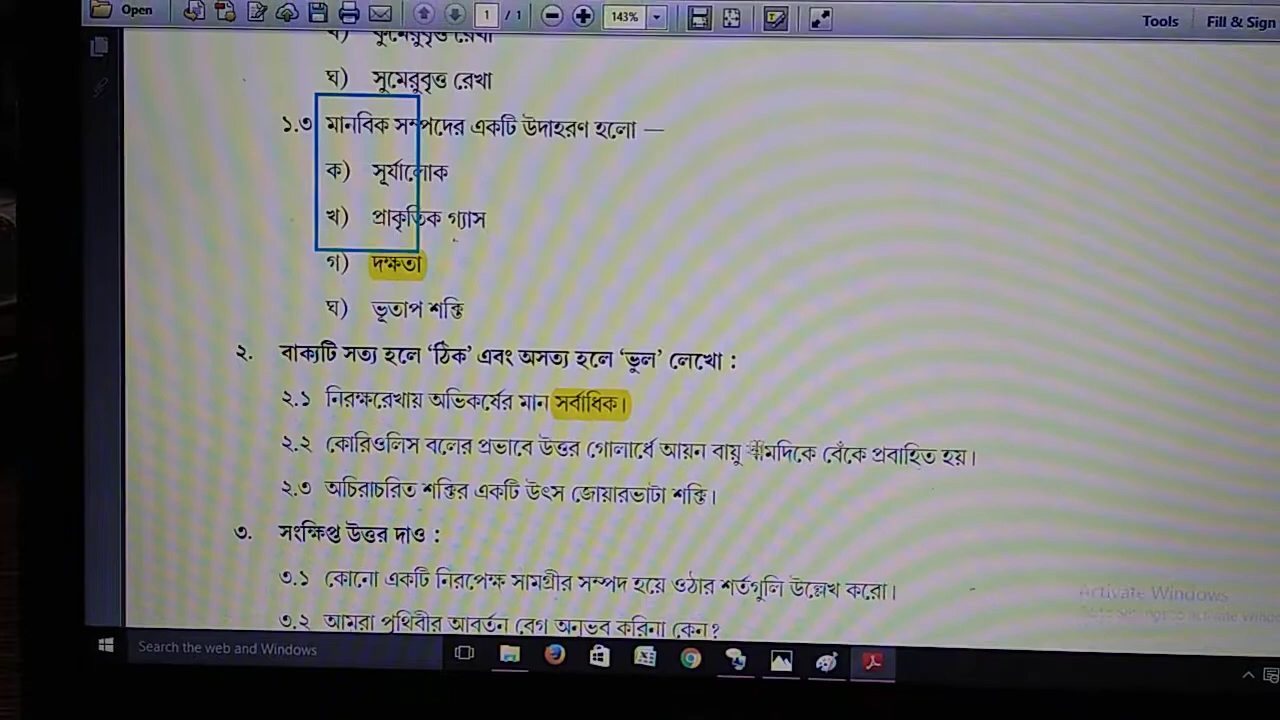 Open
1 / 1
143%
Tools
Fill & Sign
ঘ) সুমেরুবৃত্ত রেখা
১.৩ মানবিক সম্পদের একটি উদাহরণ হলো —
ক) সূর্যালোক
খ) প্রাকৃতিক গ্যাস
গ) দক্ষতা
ঘ) ভূতাপ শক্তি
২. বাক্যটি সত্য হলে ‘ঠিক’ এবং অসত্য হলে ‘ভুল’ লেখো :
২.১ নিরক্ষরেখায় অভিকর্ষের মান সর্বাধিক।
২.২ কোরিওলিস বলের প্রভাবে উত্তর গোলার্ধে আয়ন বায়ু বেঁকে প্রবাহিত হয়।
২.৩ অচিরাচরিত শক্তির একটি উৎস জোয়ারভাটা শক্তি।
৩. সংক্ষিপ্ত উত্তর দাও :
৩.১ কোনো একটি নিরপেক্ষ সামগ্রীর সম্পদ হয়ে ওঠার শর্তগুলি উল্লেখ করো।
Activate Windows
৩.২ আমরা পৃথিবীর আবর্তন বেগ অনুভব করিনা কেন?
Search the web and Windows